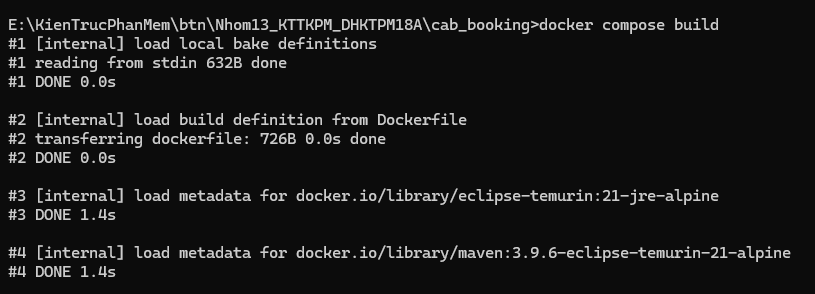 E:\KienTrucPhanMem\btn\Nhom13_KTTKPM_DHKTPM18A\cab_booking>docker compose build
#1 [internal] load local bake definitions
#1 reading from stdin 632B done
#1 DONE 0.0s
#2 [internal] load build definition from Dockerfile
#2 transferring dockerfile: 726B 0.0s done
#2 DONE 0.0s
#3 [internal] load metadata for docker.io/library/eclipse-temurin:21-jre-alpine
#3 DONE 1.4s
#4 [internal] load metadata for docker.io/library/maven:3.9.6-eclipse-temurin-21-alpine
#4 DONE 1.4s